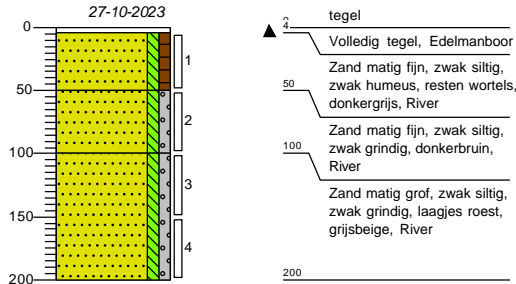 27-10-2023
0
50
100
150
200
1
2
3
4
0
tegel
4
Volledig tegel, Edelmanboor
Zand matig fijn, zwak siltig,
zwak humeus, resten wortels,
donkergrijs, River
50
Zand matig fijn, zwak siltig,
zwak grindig, donkerbruin,
River
100
Zand matig grof, zwak siltig,
zwak grindig, laagjes roest,
grijsbeige, River
200